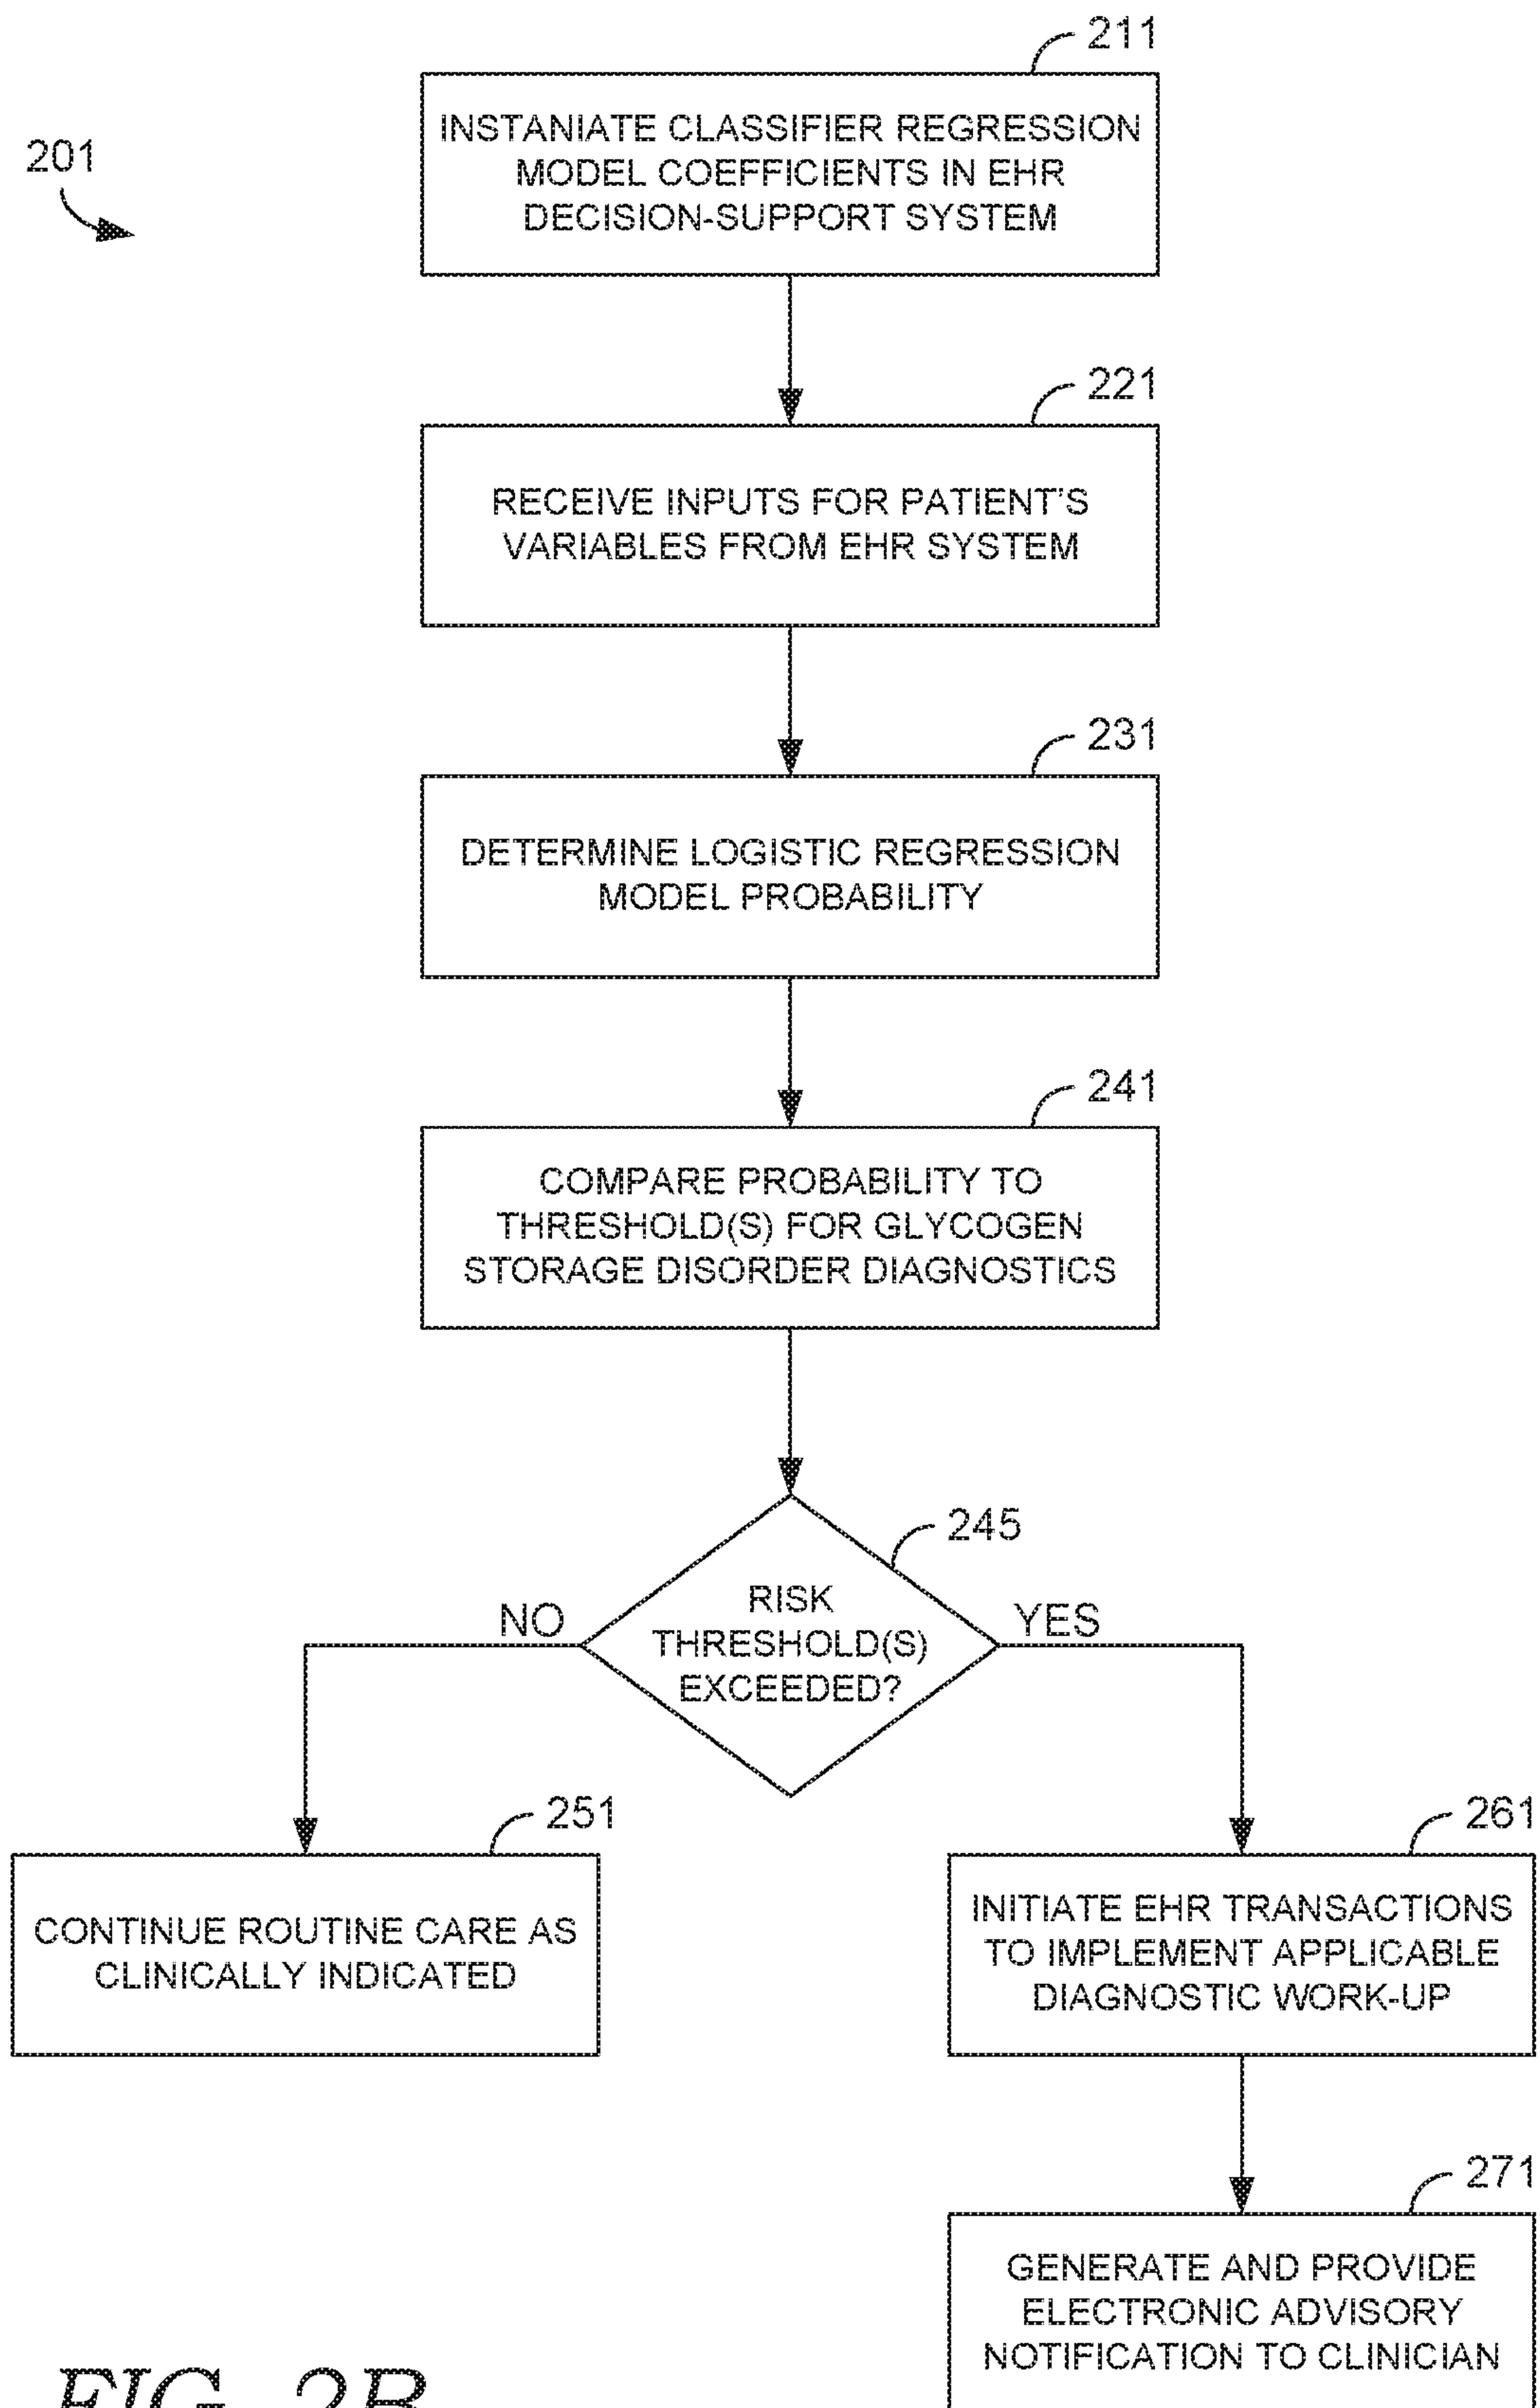 211
INSTANIATE CLASSIFIER REGRESSION
MODEL COEFFICIENTS IN EHR
DECISION-SUPPORT SYSTEM
201
221
RECEIVE INPUTS FOR PATIENT'S
VARIABLES FROM EHR SYSTEM
231
DETERMINE LOGISTIC REGRESSION
MODEL PROBABILITY
241
COMPARE PROBABILITY TO
THRESHOLD(S) FOR GLYCOGEN
STORAGE DISORDER DIAGNOSTICS
245
RISK
THRESHOLD(S)
EXCEEDED?
NO
YES
251
CONTINUE ROUTINE CARE AS
CLINICALLY INDICATED
261
INITIATE EHR TRANSACTIONS
TO IMPLEMENT APPLICABLE
DIAGNOSTIC WORK-UP
271
GENERATE AND PROVIDE
ELECTRONIC ADVISORY
NOTIFICATION TO CLINICIAN
FIG. 2B